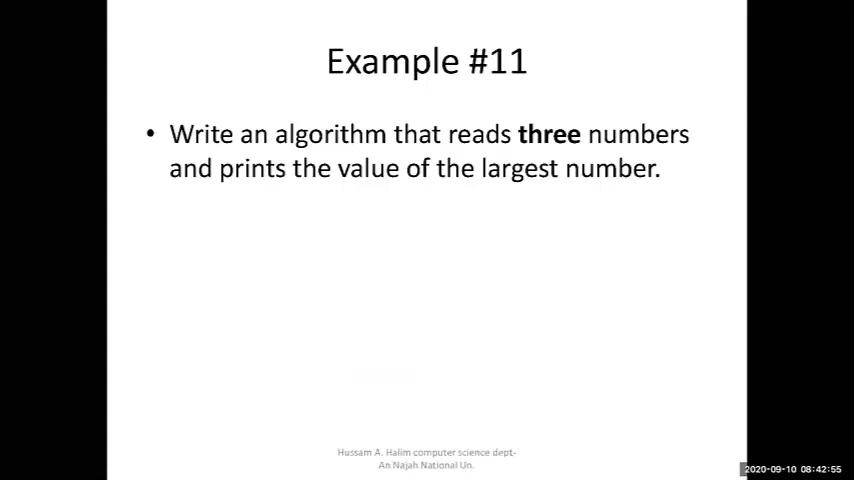 Example #11
• Write an algorithm that reads three numbers
and prints the value of the largest number.
Hussam A. Halim computer science dept-
An Najah National Un.
2020-09-10 08:42:55